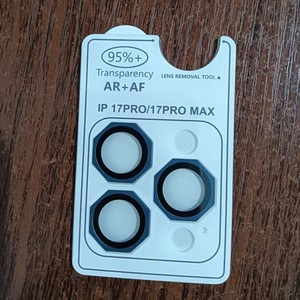 95%+
Transparency
LENS REMOVAL TOOL▲
AR+AF
IP 17PRO/17PRO MAX